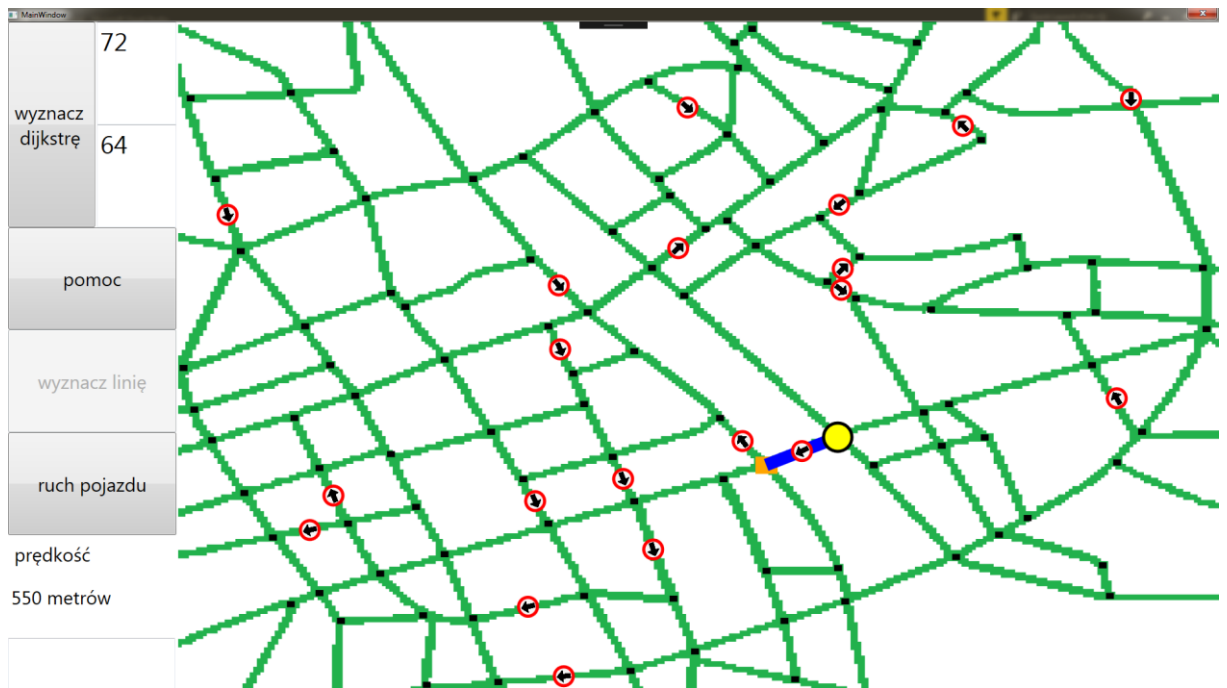 MainWindow
72
wyznacz
dijkstrę
64
pomoc
wyznacz linię
ruch pojazdu
prędkość
550 metrów